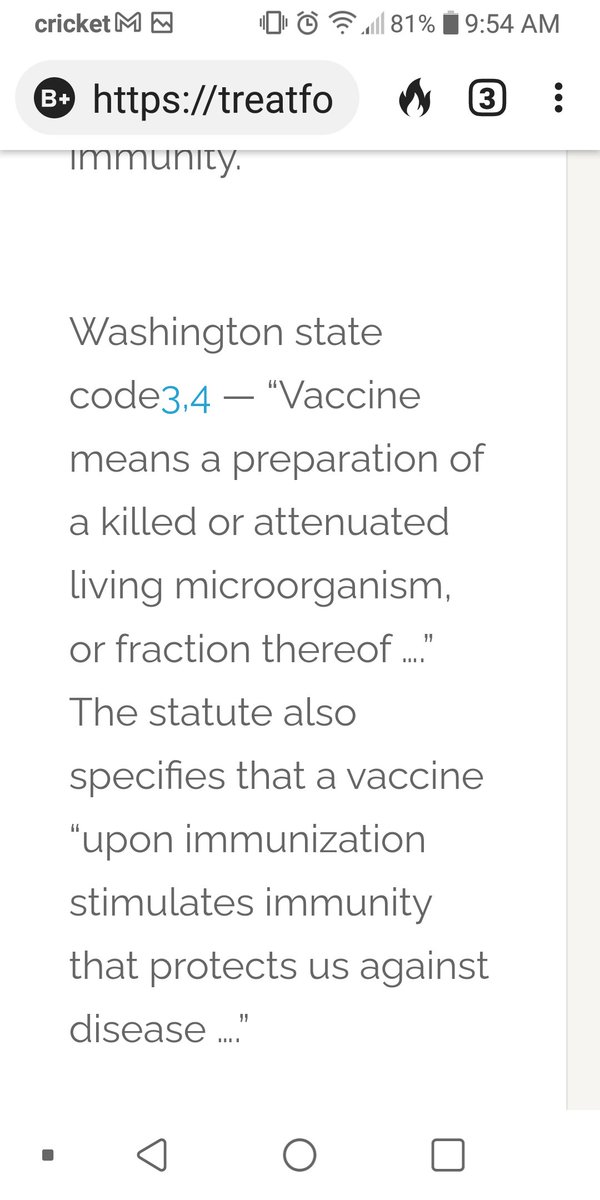 cricket 81% 9:54 AM
B+ https://treatfo 3
immunity.
Washington state
code3,4 — “Vaccine
means a preparation of
a killed or attenuated
living microorganism,
or fraction thereof ….”
The statute also
specifies that a vaccine
“upon immunization
stimulates immunity
that protects us against
disease ….”